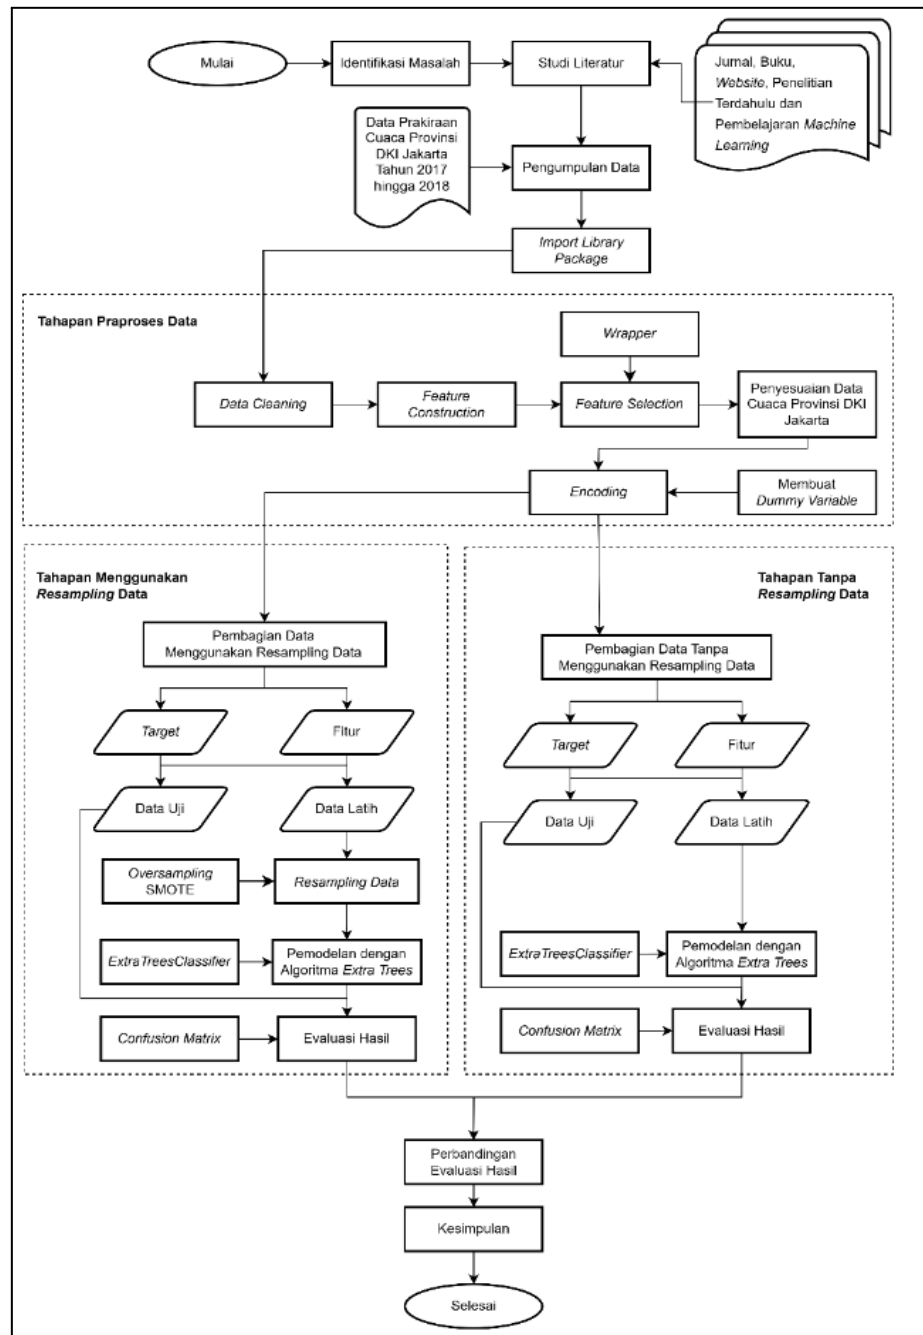 Mulai
Identifikasi Masalah
Studi Literatur
Jurnal, Buku,
Website, Penelitian
Terdahulu dan
Pembelajaran Machine
Learning
Data Prakiraan
Cuaca Provinsi
DKI Jakarta
Tahun 2017
hingga 2018
Pengumpulan Data
Import Library
Package
Tahapan Praproses Data
Wrapper
Data Cleaning
Feature
Construction
Feature Selection
Penyesuaian Data
Cuaca Provinsi DKI
Jakarta
Encoding
Membuat
Dummy Variable
Tahapan Menggunakan
Resampling Data
Pembagian Data
Menggunakan Resampling Data
Target
Fitur
Data Uji
Data Latih
Oversampling
SMOTE
Resampling Data
ExtraTreesClassifier
Pemodelan dengan
Algoritma Extra Trees
Confusion Matrix
Evaluasi Hasil
Tahapan Tanpa
Resampling Data
Pembagian Data Tanpa
Menggunakan Resampling Data
Target
Fitur
Data Uji
Data Latih
ExtraTreesClassifier
Pemodelan dengan
Algoritma Extra Trees
Confusion Matrix
Evaluasi Hasil
Perbandingan
Evaluasi Hasil
Kesimpulan
Selesai